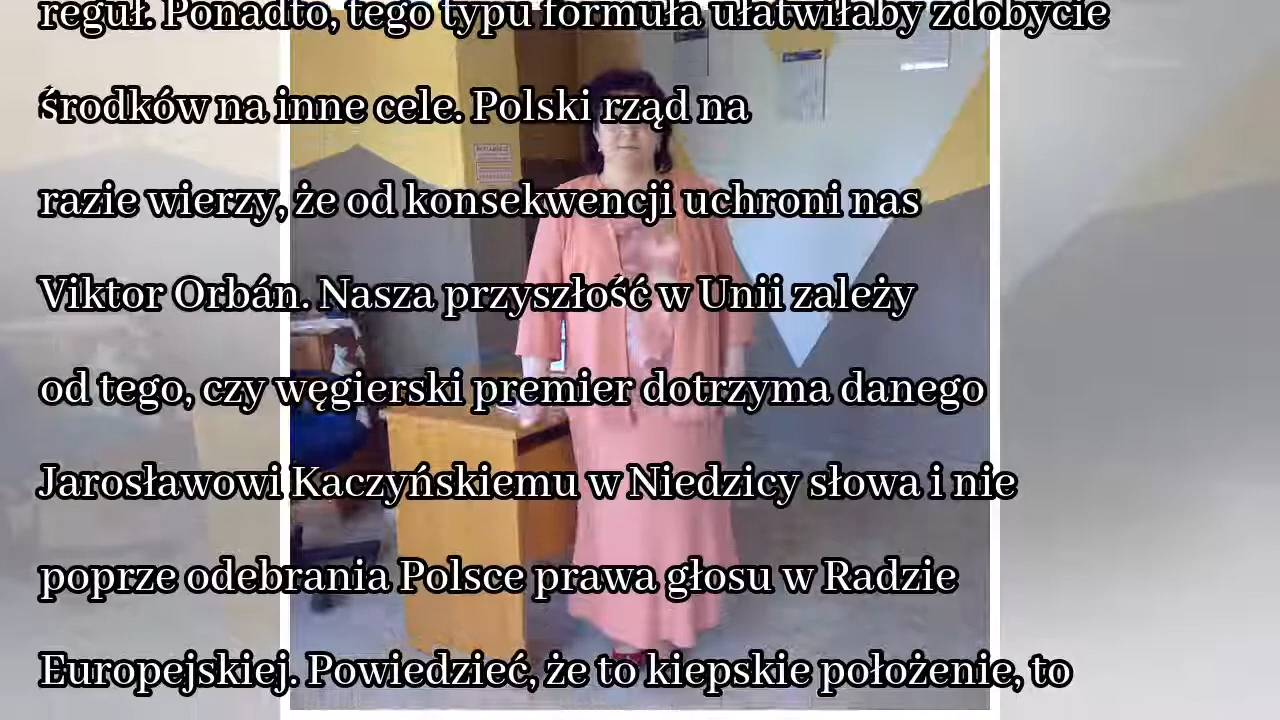 reguł. Ponadto, tego typu formuła ułatwiłaby zdobycie
środków na inne cele. Polski rząd na
razie wierzy, że od konsekwencji uchroni nas
Viktor Orbán. Nasza przyszłość w Unii zależy
od tego, czy węgierski premier dotrzyma danego
Jarosławowi Kaczyńskiemu w Niedzicy słowa i nie
poprze odebrania Polsce prawa głosu w Radzie
Europejskiej. Powiedzieć, że to kiepskie położenie, to